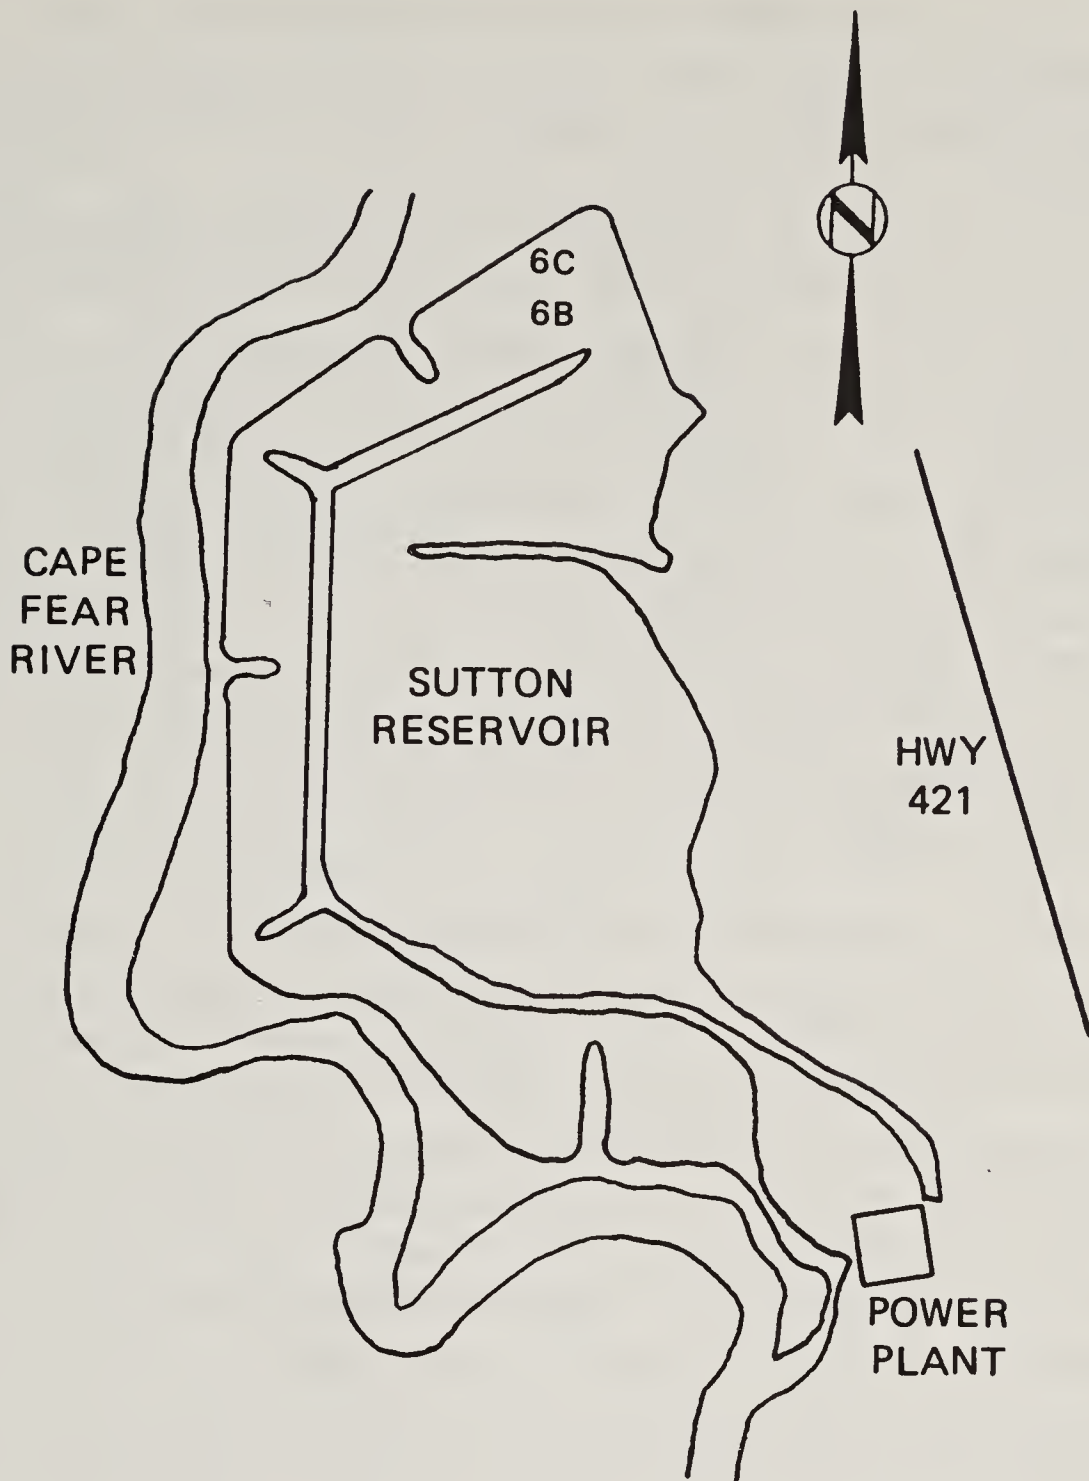 N
6C
6B
CAPE
FEAR
RIVER
SUTTON
RESERVOIR
HWY
421
POWER
PLANT